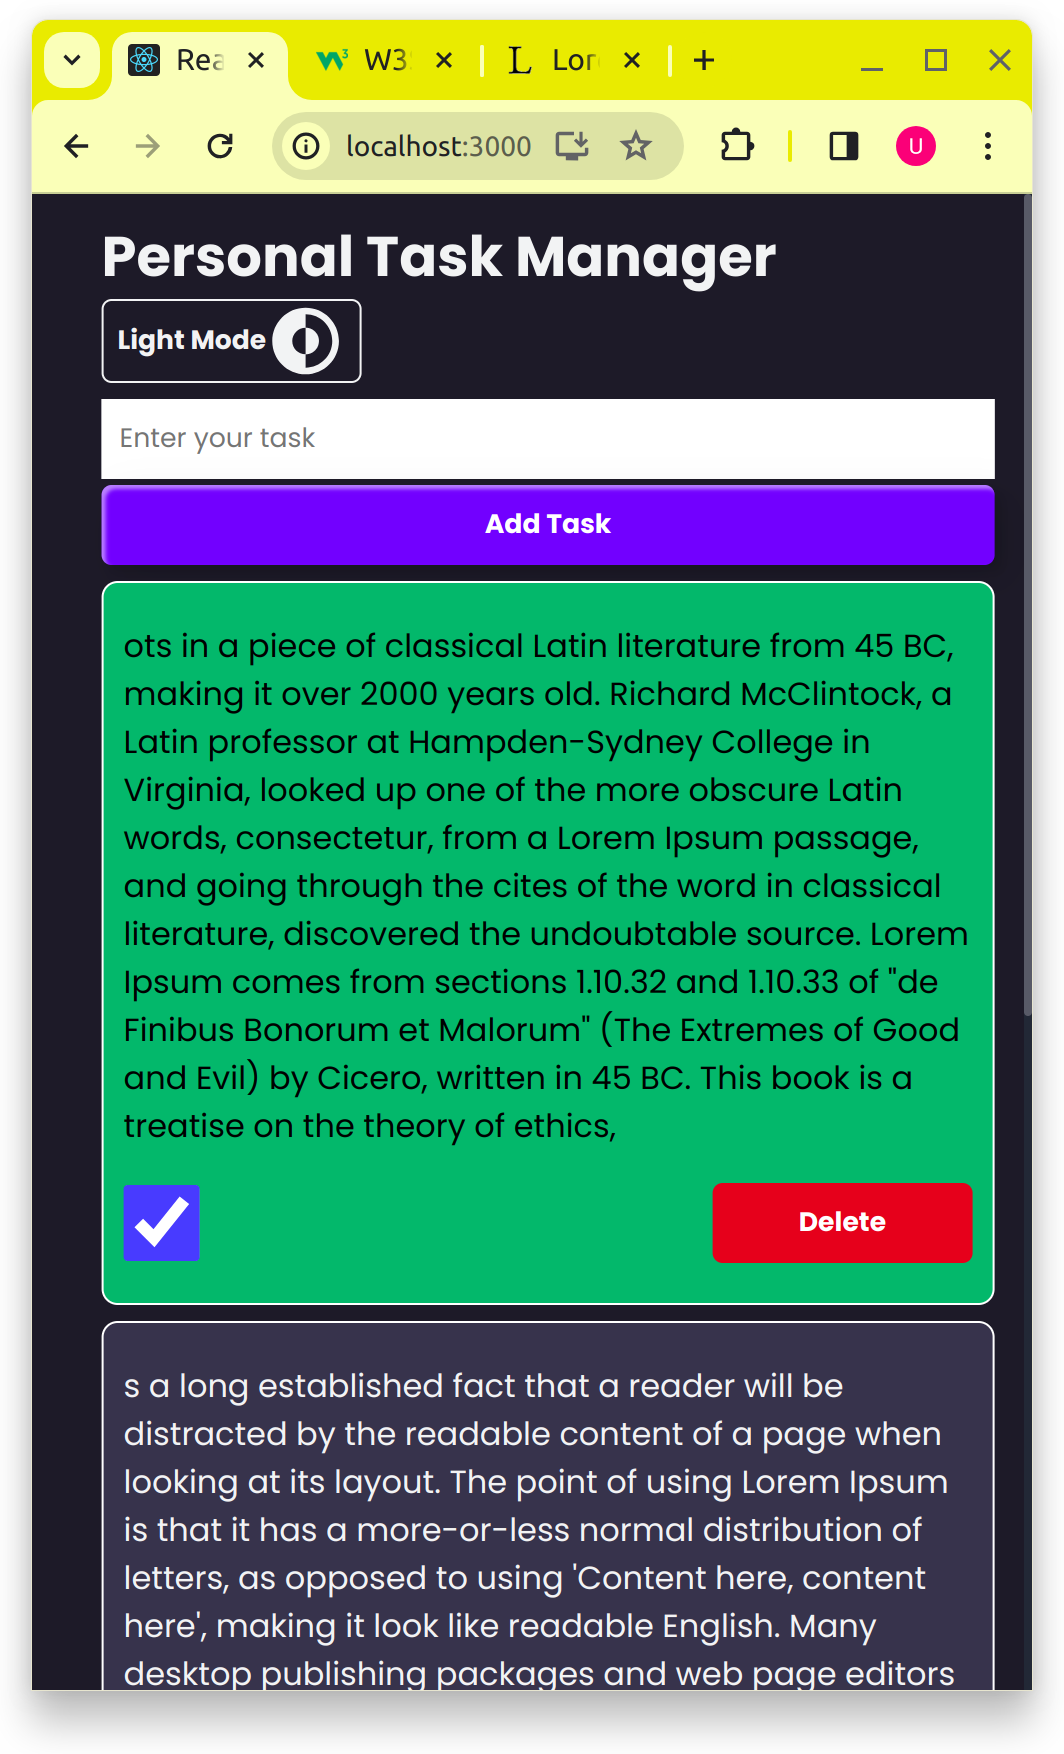 Rea
W3
Lor
localhost:3000
U
Personal Task Manager
Light Mode
Enter your task
Add Task
ots in a piece of classical Latin literature from 45 BC,
making it over 2000 years old. Richard McClintock, a
Latin professor at Hampden-Sydney College in
Virginia, looked up one of the more obscure Latin
words, consectetur, from a Lorem Ipsum passage,
and going through the cites of the word in classical
literature, discovered the undoubtable source. Lorem
Ipsum comes from sections 1.10.32 and 1.10.33 of "de
Finibus Bonorum et Malorum" (The Extremes of Good
and Evil) by Cicero, written in 45 BC. This book is a
treatise on the theory of ethics,
Delete
s a long established fact that a reader will be
distracted by the readable content of a page when
looking at its layout. The point of using Lorem Ipsum
is that it has a more-or-less normal distribution of
letters, as opposed to using 'Content here, content
here', making it look like readable English. Many
desktop publishing packages and web page editors